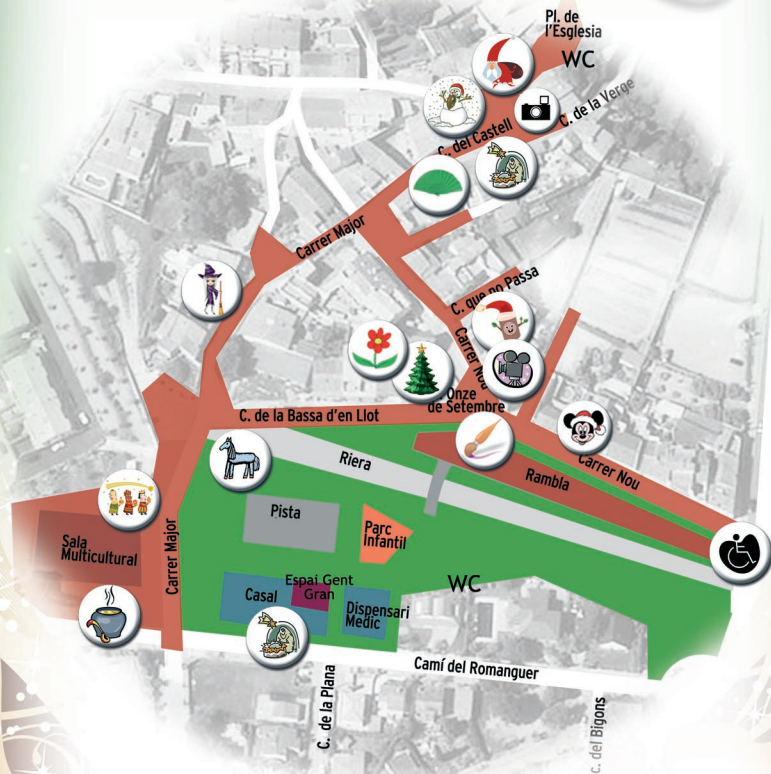 Pl. de
l'Esglesia
WC
C. de la Verge
C. del Castell
Carrer Major
C. que no Passa
Carrer Nou
Onze
de Setembre
C. de la Bassa d'en Llot
Carrer Nou
Riera
Rambla
Pista
Parc
Infantil
Sala
Multicultural
Carrer Major
Espai Gent
Gran
Casal
WC
Dispensari
Medic
Camí del Romanguer
C. de la Plana
C. del Bigons